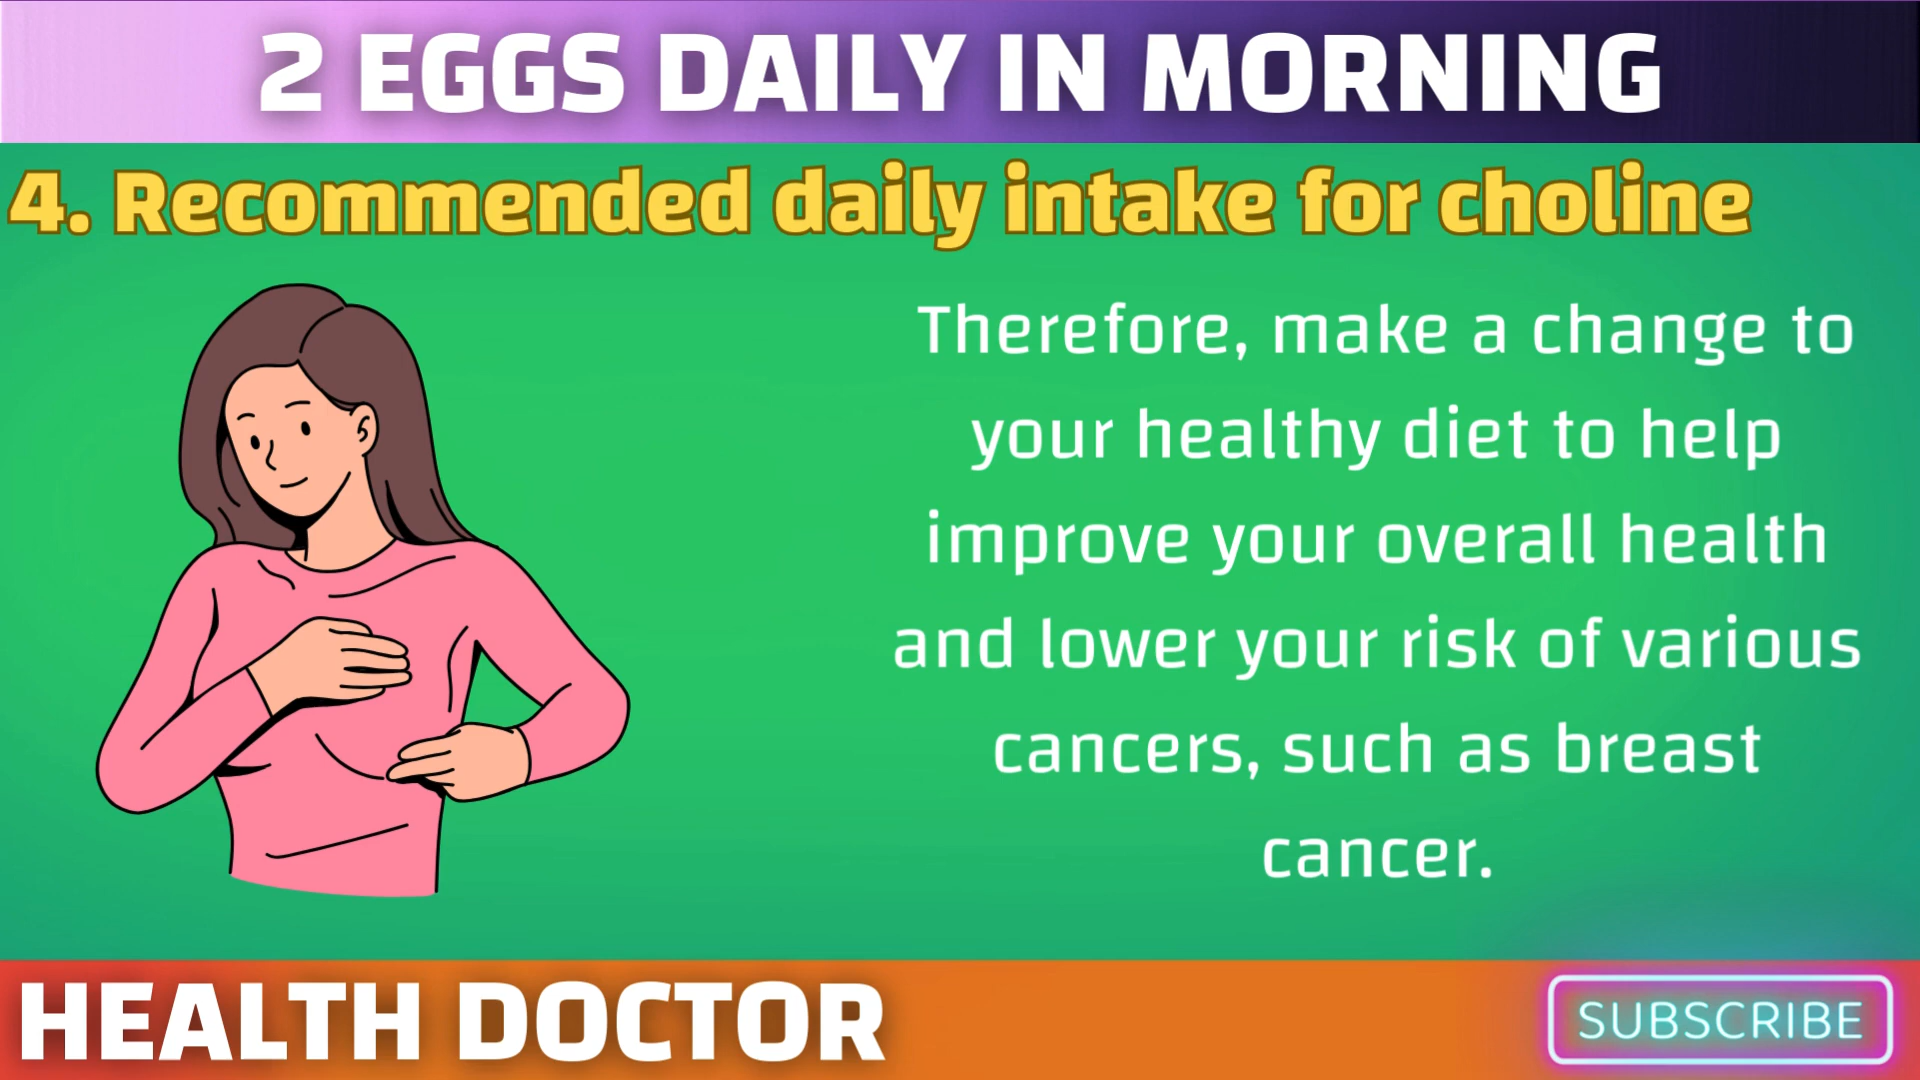 2 EGGS DAILY IN MORNING
4. Recommended daily intake for choline
Therefore, make a change to
your healthy diet to help
improve your overall health
and lower your risk of various
cancers, such as breast
cancer.
HEALTH DOCTOR
SUBSCRIBE